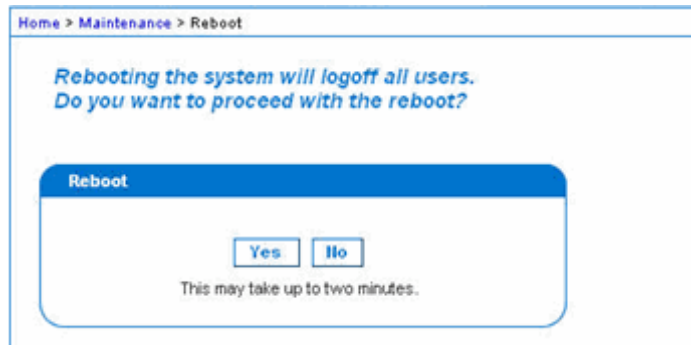 Home > Maintenance > Reboot
Rebooting the system will logoff all users.
Do you want to proceed with the reboot?
Reboot
Yes No
This may take up to two minutes.